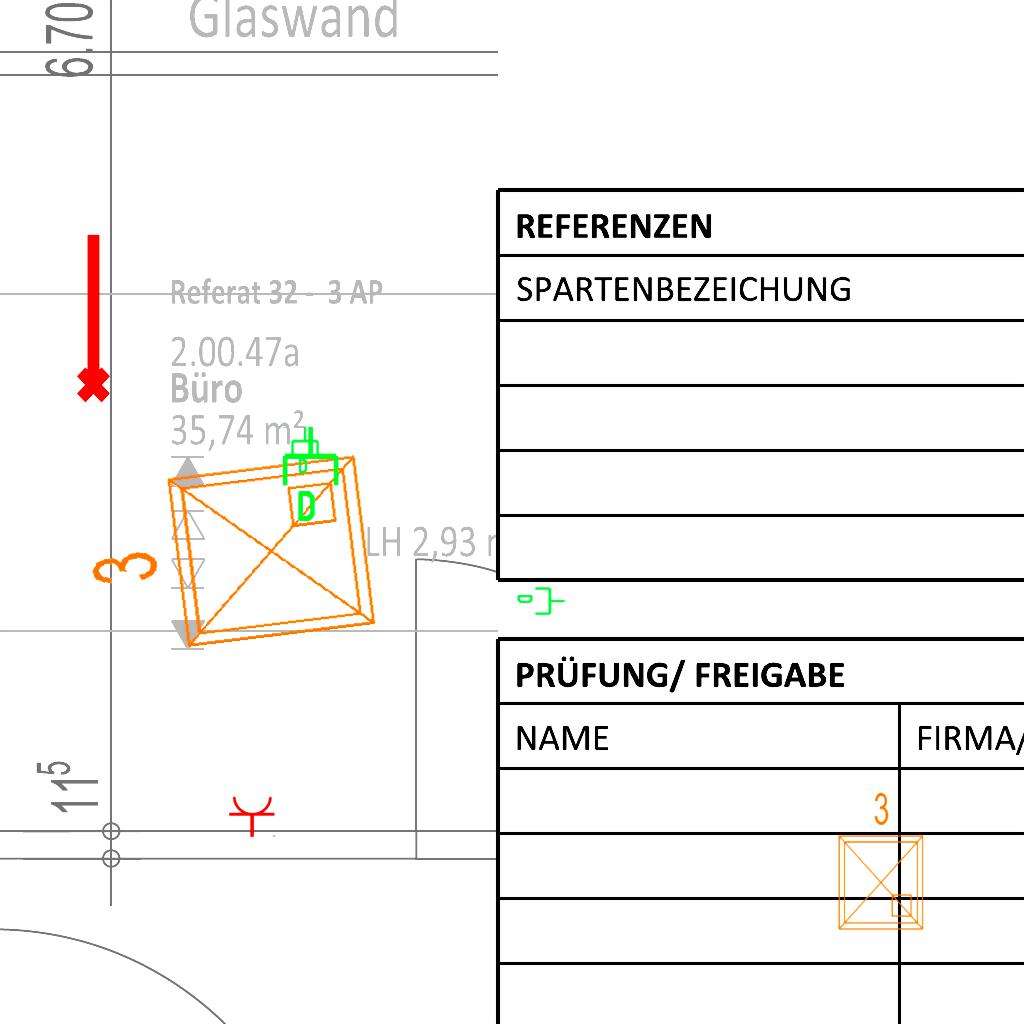 6.70
Glaswand
Referat 32 - 3 AP
2.00.47a
Büro
35,74 m²
D
D
3
LH 2,93
11⁵
REFERENZEN
SPARTENBEZEICHUNG
D
PRÜFUNG/ FREIGABE
NAME
FIRMA/
3